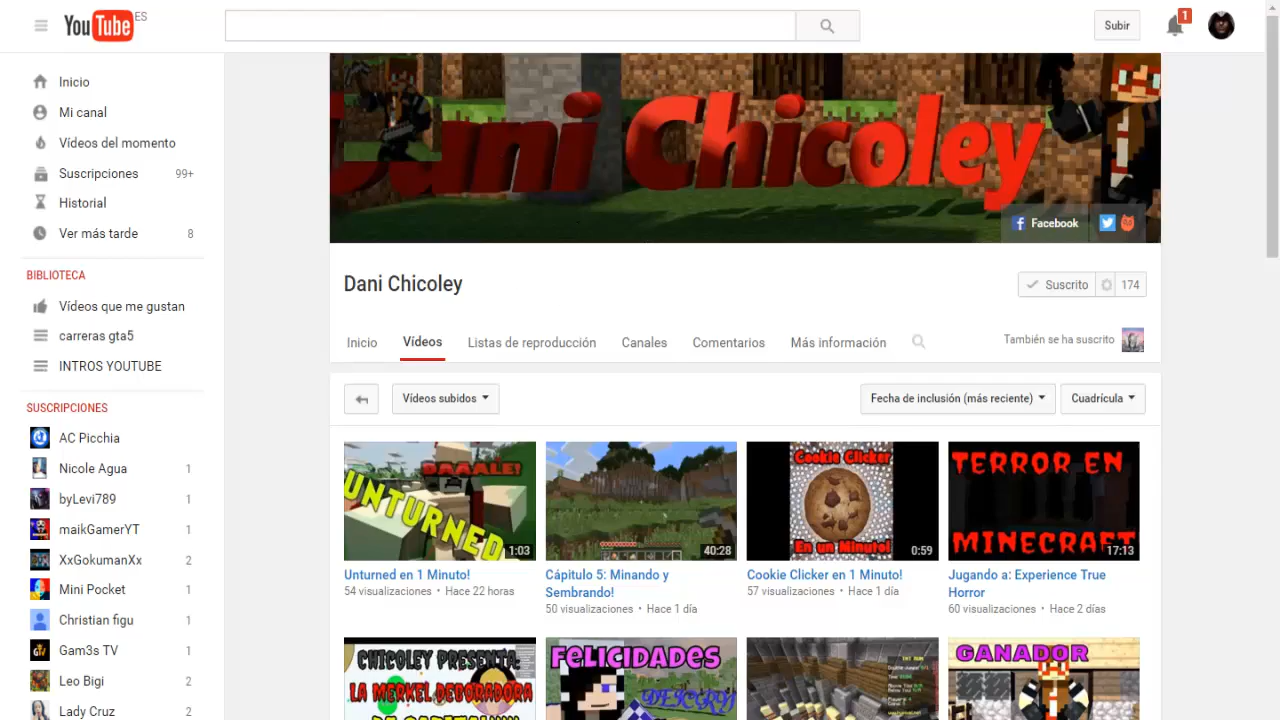 YouTube ES
Subir
1
Inicio
Mi canal
Vídeos del momento
Suscripciones 99+
Historial
Ver más tarde 8
BIBLIOTECA
Vídeos que me gustan
carreras gta5
INTROS YOUTUBE
SUSCRIPCIONES
AC Picchia
Nicole Agua 1
byLevi789 1
maikGamerYT 1
XxGokumanXx 2
Mini Pocket 1
Christian figu 1
Gam3s TV 1
Leo Bigi 2
Lady Cruz
Dani Chicoley
Facebook
Dani Chicoley
Suscrito 174
Inicio Vídeos Listas de reproducción Canales Comentarios Más información
También se ha suscrito
Vídeos subidos
Fecha de inclusión (más reciente) Cuadrícula
DAAALE!
UNTURNED
1:03
Unturned en 1 Minuto!
54 visualizaciones • Hace 22 horas
40:28
Cápitulo 5: Minando y
Sembrando!
50 visualizaciones • Hace 1 día
Cookie Clicker
En un Minuto!
0:59
Cookie Clicker en 1 Minuto!
57 visualizaciones • Hace 1 día
TERROR EN
MINECRAFT
17:13
Jugando a: Experience True
Horror
60 visualizaciones • Hace 2 días
CHICOLEY PRESENTA:
LA MERKEL DEBORADORA
FELICIDADES
GANADOR